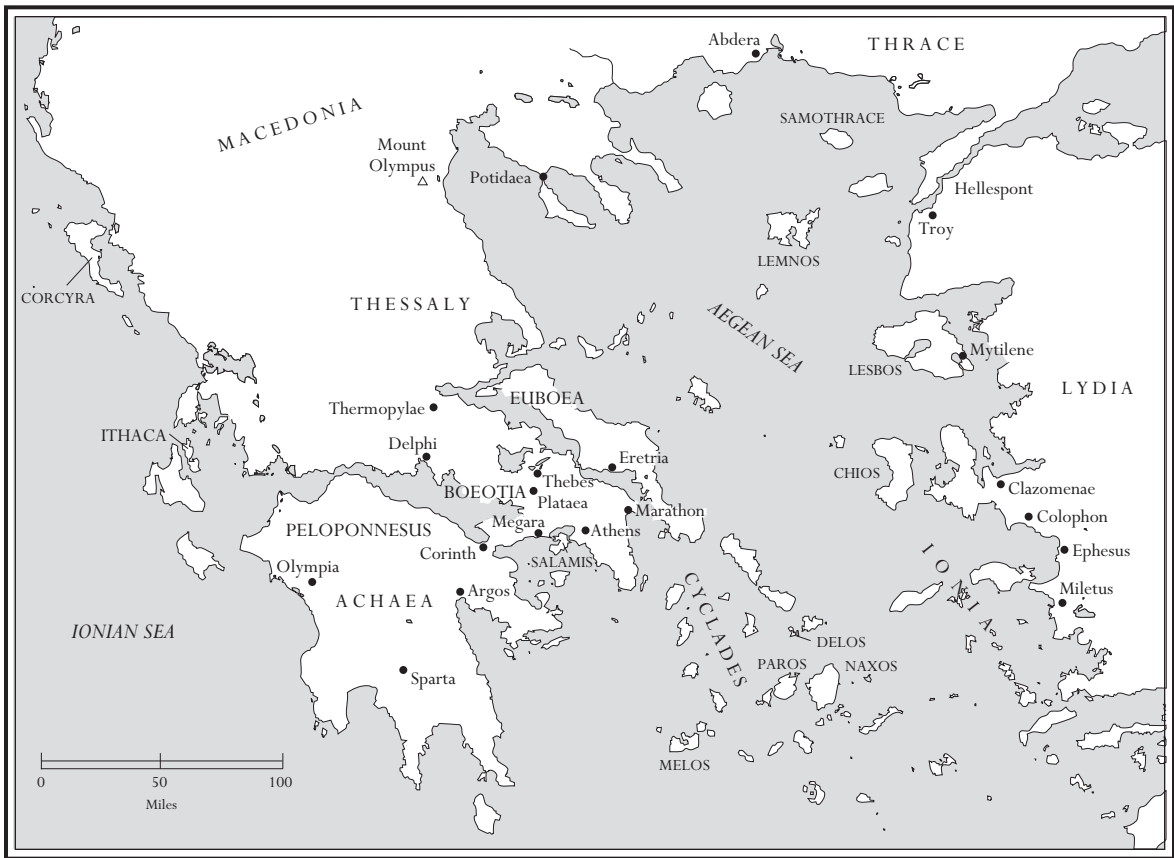 Abdera
THRACE
MACEDONIA
SAMOTHRACE
Mount
Olympus
Potidaea
Hellespont
Troy
LEMNOS
CORCYRA
THESSALY
AEGEAN SEA
Mytilene
LESBOS
LYDIA
EUBOEA
Thermopylae
ITHACA
Delphi
Eretria
CHIOS
Thebes
Clazomenae
BOEOTIA
Plataea
Marathon
Megara
Colophon
PELOPONNESUS
Athens
Corinth
Ephesus
SALAMIS
IONIA
Olympia
CYCLADES
Argos
Miletus
ACHAEA
IONIAN SEA
DELOS
PAROS
NAXOS
Sparta
MELOS
0 50 100
Miles